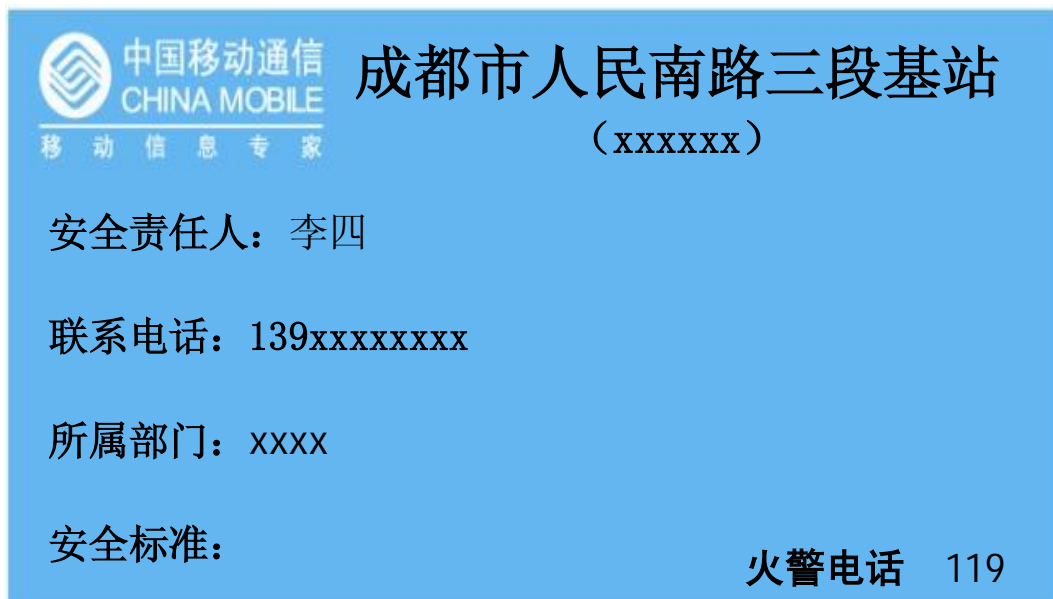 中国移动通信
CHINA MOBILE
移动信息专家
成都市人民南路三段基站
（xxxxxx）
安全责任人：李四
联系电话：139xxxxxxxx
所属部门：xxxx
安全标准：
火警电话 119